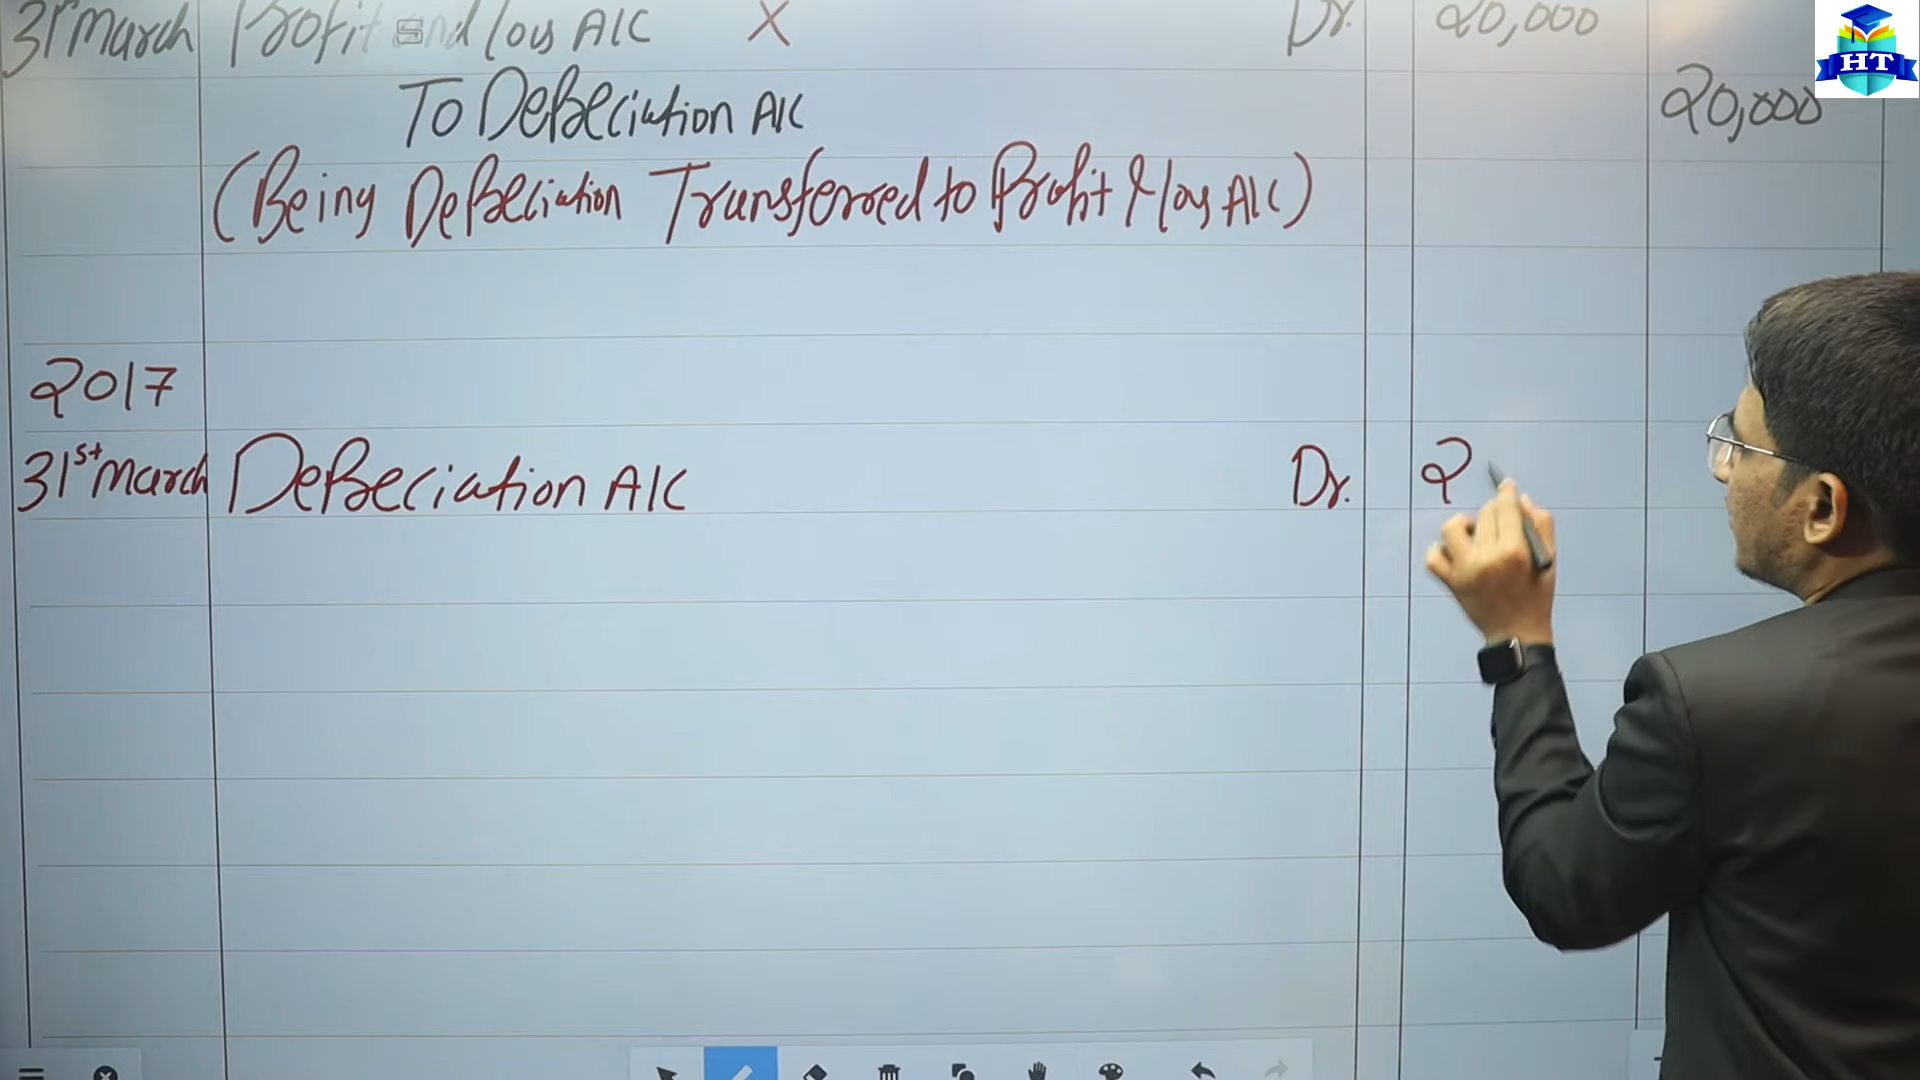 31st March Profit and loss A/C X Dr. 20,000
To Depreciation A/C 20,000
(Being Depreciation Transferred to Profit & loss A/C)
2017
31st March Depreciation A/C Dr. 2
HT